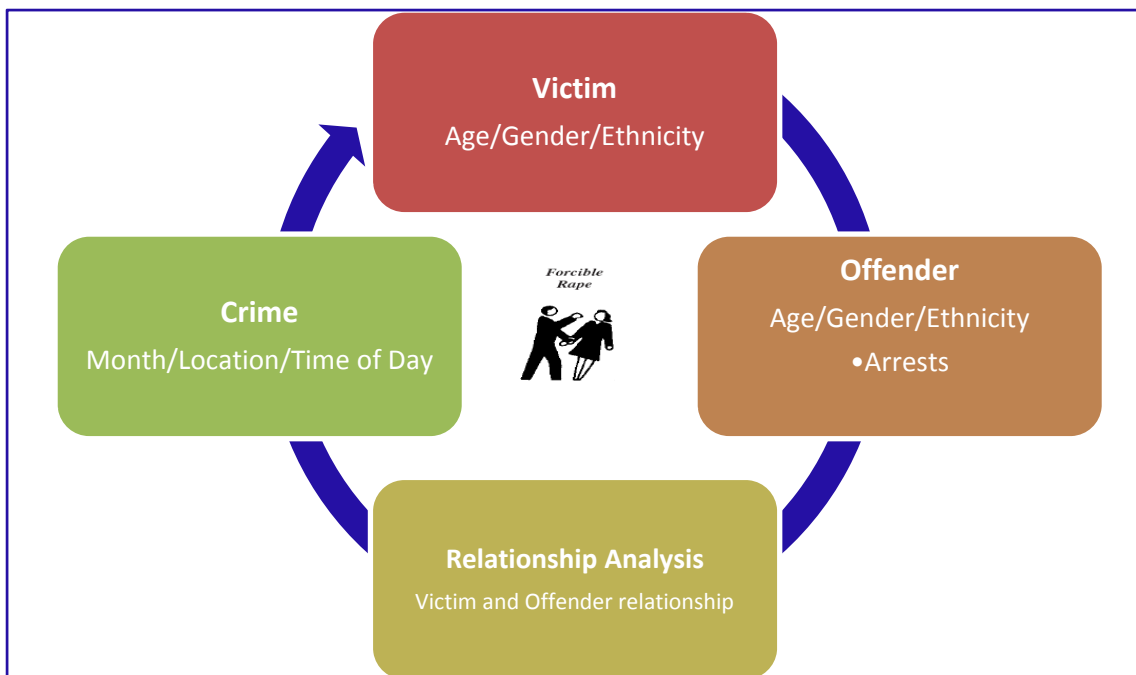 Victim
Age/Gender/Ethnicity
Offender
Age/Gender/Ethnicity
•Arrests
Relationship Analysis
Victim and Offender relationship
Crime
Month/Location/Time of Day
Forcible
Rape